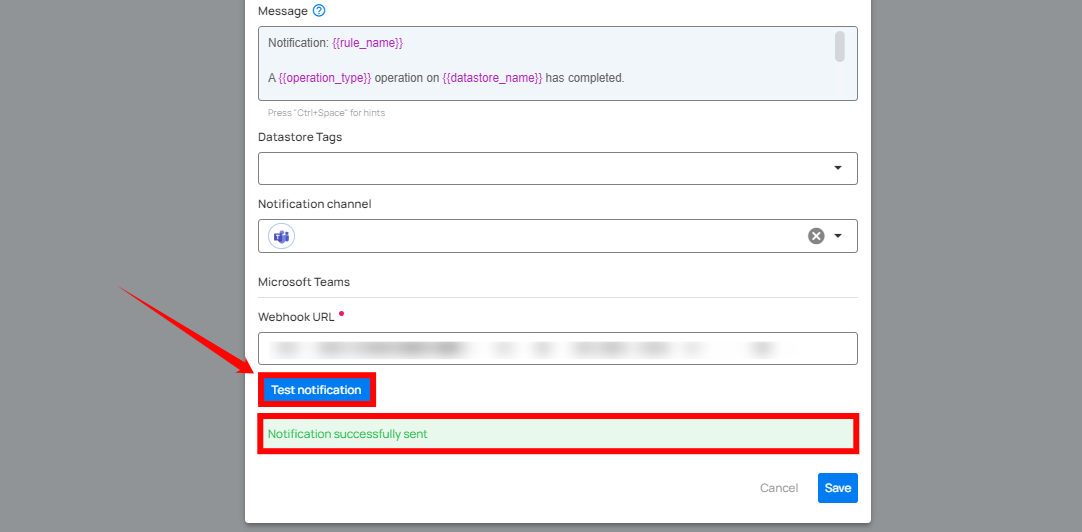 Message
Notification: {{rule_name}}
A {{operation_type}} operation on {{datastore_name}} has completed.
Press "Ctrl+Space" for hints
Datastore Tags
Notification channel
Microsoft Teams
Webhook URL
Test notification
Notification successfully sent
Cancel
Save